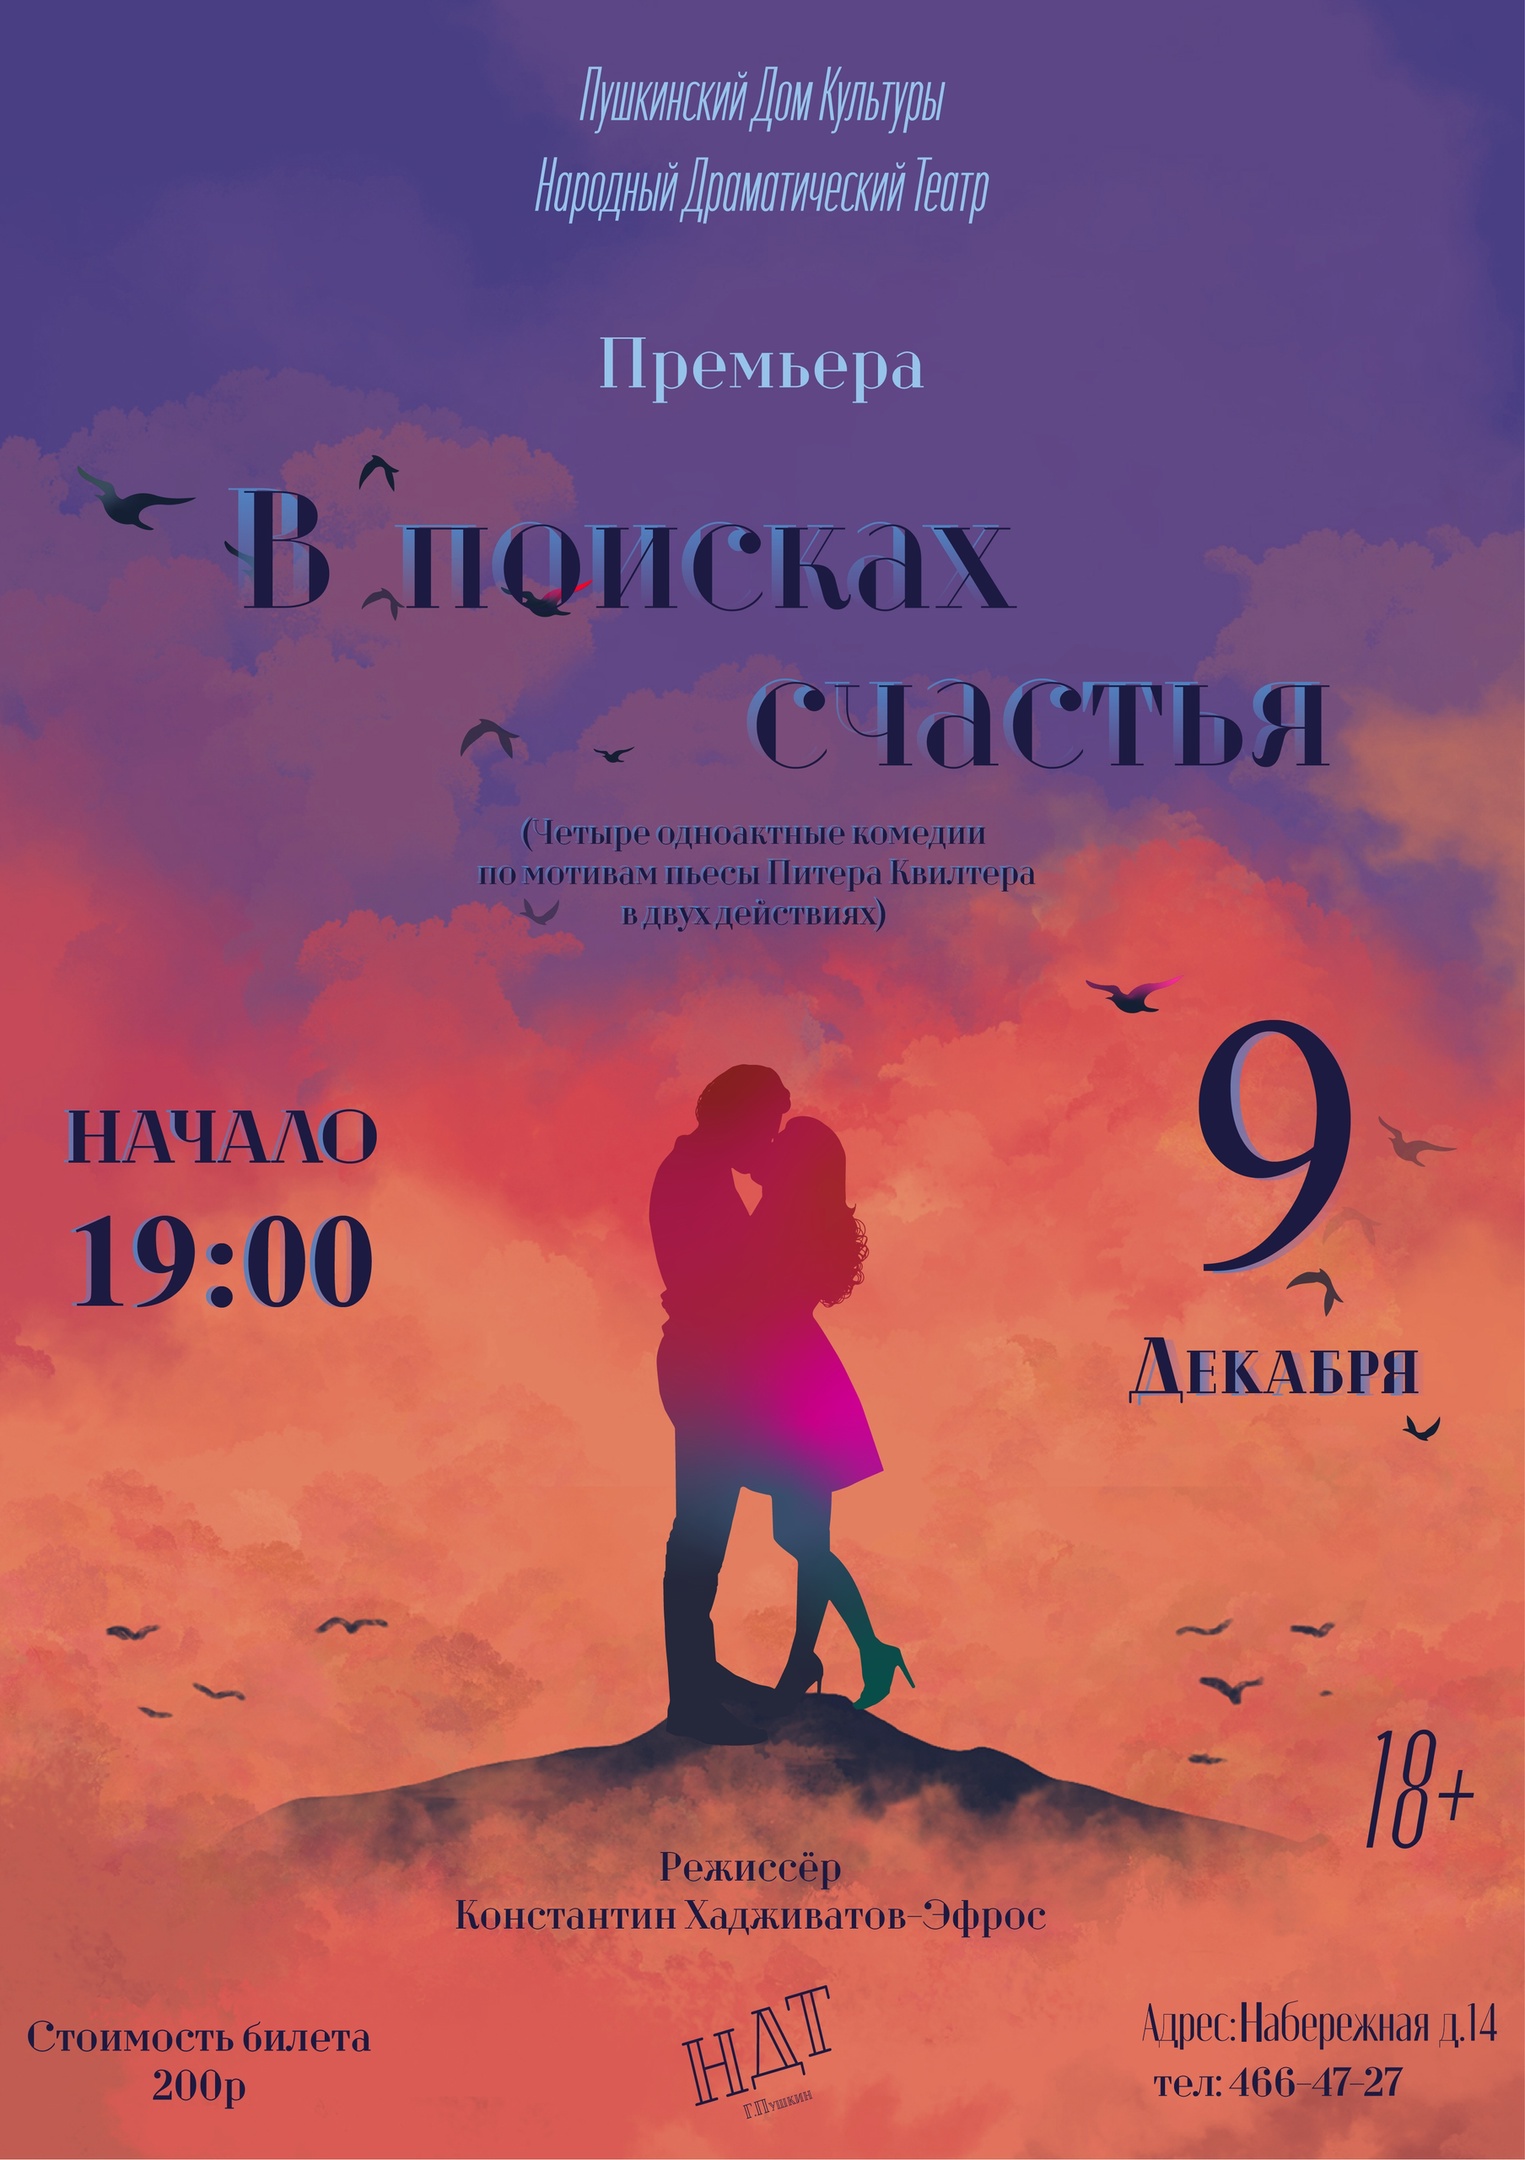 Пушкинский Дом Культуры
Народный Драматический Театр
Премьера
В поисках
счастья
(Четыре одноактные комедии
по мотивам пьесы Питера Квилтера
в двух действиях)
НАЧАЛО
19:00
9
Декабря
18+
Режиссёр
Константин Хадживатов-Эфрос
Стоимость билета
200р
НДТ
г.Пушкин
Адрес:Набережная д.14
тел: 466-47-27